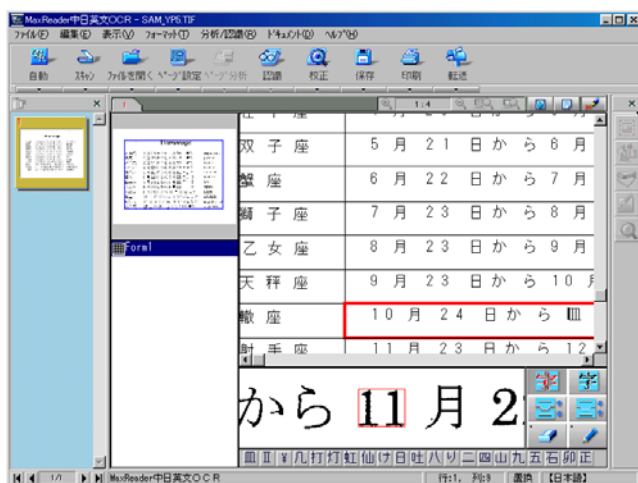 MaxReader中日英文OCR - SAM_YP5.TIF
ファイル(F) 編集(E) 表示(V) フォーマット(T) 分析/認識(R) ドキュメント(D) ヘルプ(H)
自動 スキャン ファイルを開く ページ設定 ページ分析 認識 校正 保存 印刷 転送
1 1:4
双子座 5月21日から6月
蟹座 6月22日から7月
獅子座 7月23日から8月
Form1
乙女座 8月23日から9月
天秤座 9月23日から10月
轍座 10月24日から皿
射手座 11月23日から12
から 11 月 2
字 字
皿 Ⅱ ¥ 几 打 灯 虹 仙 け 日 吐 八 り 二 四 山 九 五 石 卯 正
1/1 MaxReader中日英文OCR 行:1, 列:9 置換 【日本語】